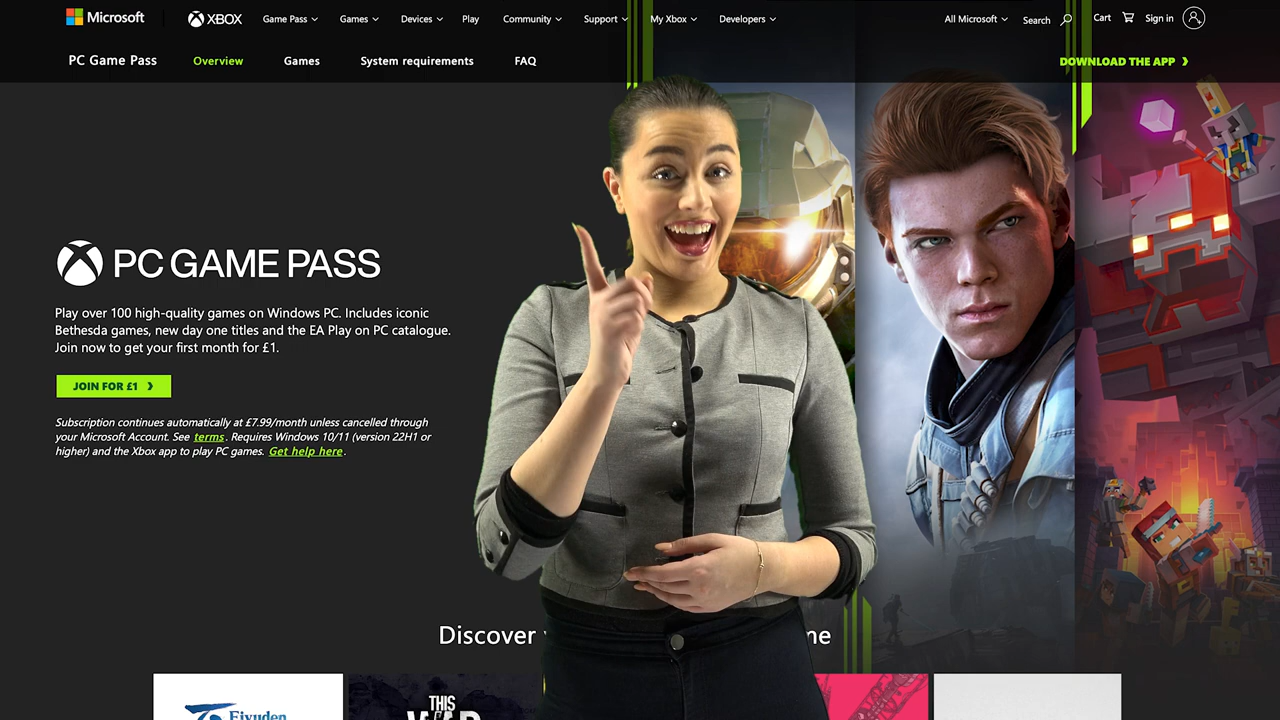 Microsoft
XBOX
Game Pass
Games
Devices
Play
Community
Support
My Xbox
Developers
All Microsoft
Search
Cart
Sign in
PC Game Pass
Overview
Games
System requirements
FAQ
DOWNLOAD THE APP
PC GAME PASS
Play over 100 high-quality games on Windows PC. Includes iconic
Bethesda games, new day one titles and the EA Play on PC catalogue.
Join now to get your first month for £1.
JOIN FOR £1
Subscription continues automatically at £7.99/month unless cancelled through
your Microsoft Account. See terms. Requires Windows 10/11 (version 22H1 or
higher) and the Xbox app to play PC games. Get help here.
Discover
Eiyuden
THIS
WAR